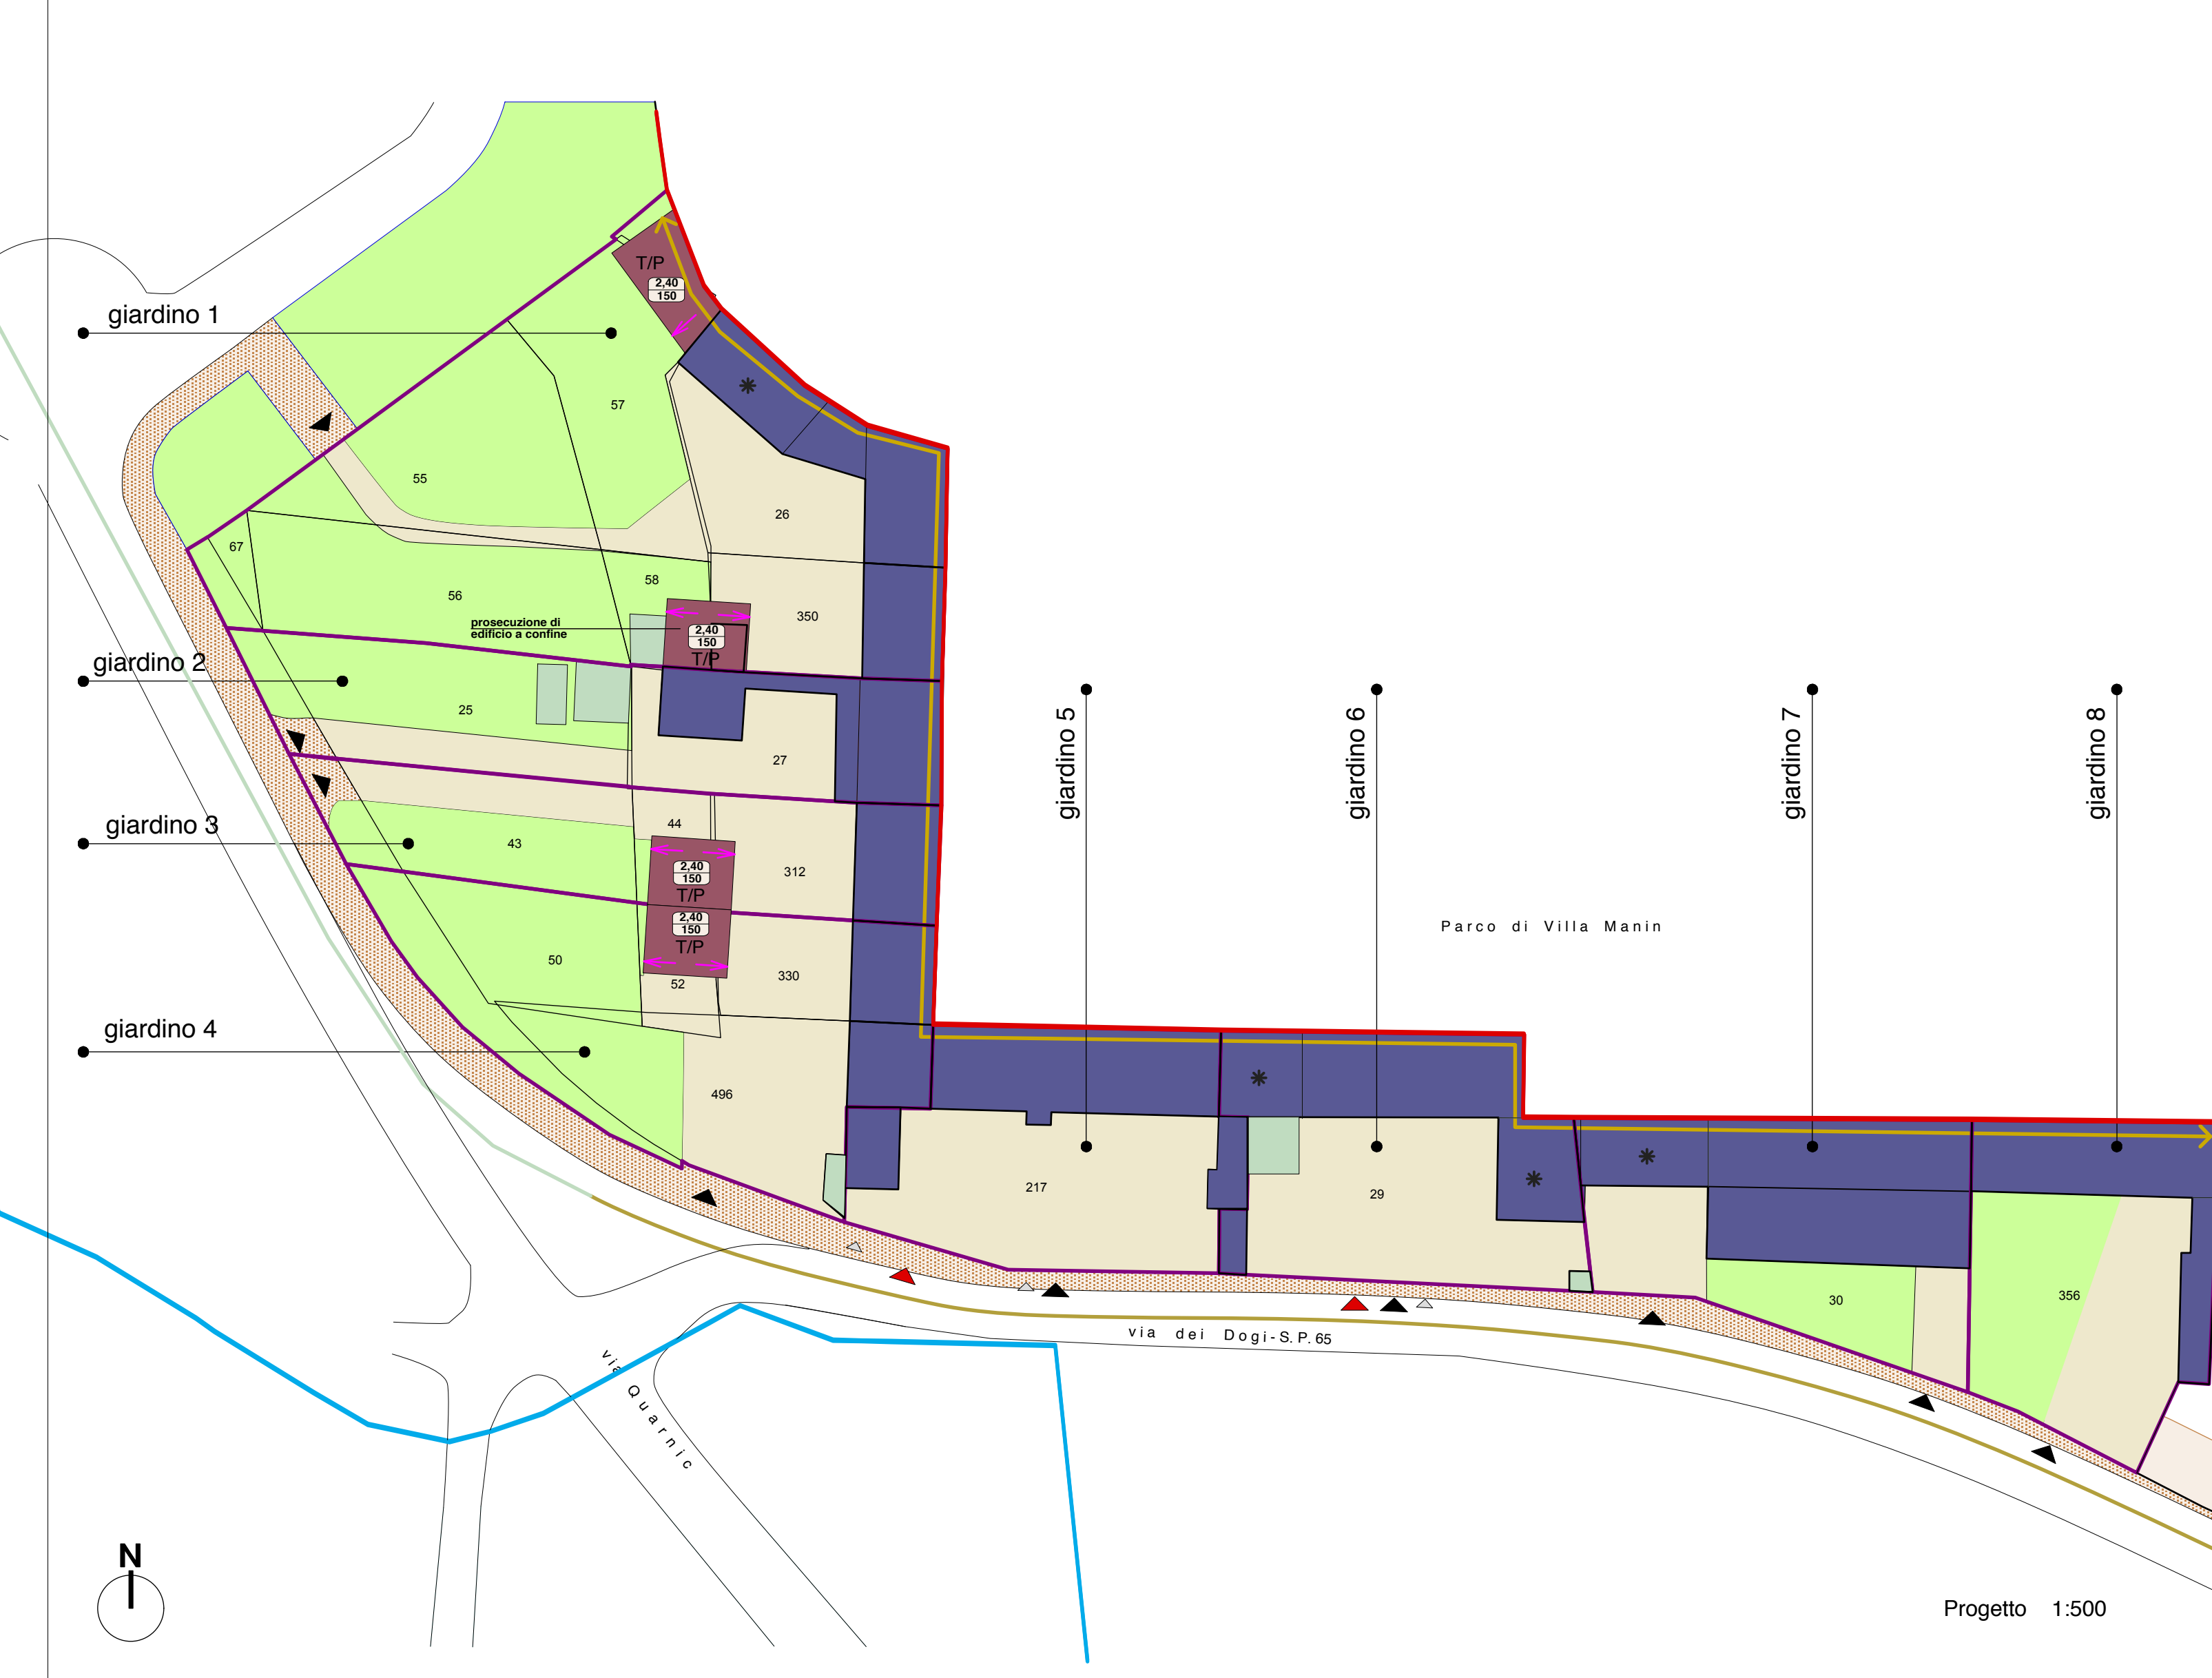 T/P
2,40
150
giardino 1
57
55
26
67
58
56
350
prosecuzione di
edificio a confine
2,40
150
T/P
giardino 2
25
27
giardino 5
giardino 6
giardino 7
giardino 8
giardino 3
44
43
312
2,40
150
T/P
2,40
150
T/P
Parco di Villa Manin
50
330
52
giardino 4
496
217
29
30
356
via dei Dogi-S.P. 65
via Quarnic
N
Progetto 1:500